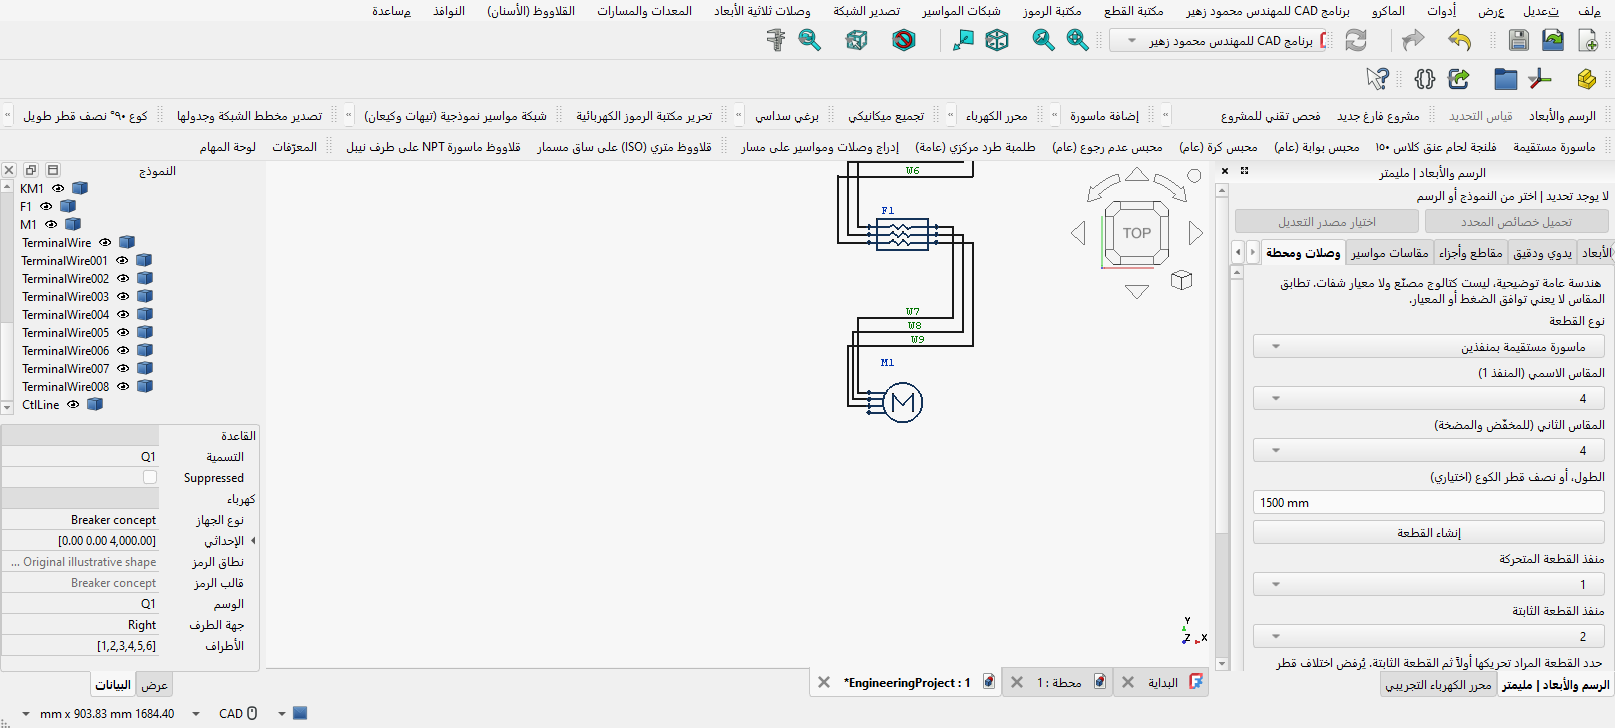 ملف عرض تعديل أدوات الماكرو برنامج CAD للمهندس محمود زهير مكتبة القطع مكتبة الرموز شبكات المواسير تصدير الشبكة وصلات ثلاثية الأبعاد المعدات والمسارات القلاووظ (الأسنان) النوافذ مساعدة
برنامج CAD للمهندس محمود زهير
الرسم والأبعاد قياس التحديد مشروع فارغ جديد فحص تقني للمشروع » إضافة ماسورة » محرر الكهرباء » تجميع ميكانيكي » برغي سداسي » تحرير مكتبة الرموز الكهربائية شبكة مواسير نموذجية (تيهات وكيعان) » تصدير مخطط الشبكة وجدولها كوع ٩٠° نصف قطر طويل »
ماسورة مستقيمة فلنجة لحام عنق كلاس ١٥٠ محبس بوابة (عام) محبس كرة (عام) محبس عدم رجوع (عام) طلمبة طرد مركزي (عامة) إدراج وصلات ومواسير على مسار قلاووظ متري (ISO) على ساق مسمار قلاووظ ماسورة NPT على طرف نيبل المعرّفات لوحة المهام
الرسم والأبعاد | مليمتر
لا يوجد تحديد | اختر من النموذج أو الرسم
تحميل خصائص المحدد اختيار مصدر التعديل
الأبعاد يدوي ودقيق مقاطع وأجزاء مقاسات مواسير وصلات ومحطة
هندسة عامة توضيحية، ليست كتالوج مصنّع ولا معيار شفات. تطابق
المقاس لا يعني توافق الضغط أو المعيار.
نوع القطعة
ماسورة مستقيمة بمنفذين
المقاس الاسمي (المنفذ 1)
4
المقاس الثاني (للمخفّض والمضخة)
4
الطول، أو نصف قطر الكوع (اختياري)
1500 mm
إنشاء القطعة
منفذ القطعة المتحركة
1
منفذ القطعة الثابتة
2
حدد القطعة المراد تحريكها أولاً ثم القطعة الثابتة. يُرفض اختلاف قطر
الرسم والأبعاد | مليمتر محرر الكهرباء التجريبي
W6
F1
W7
W8
W9
M1
M
TOP
Y
Z X
النموذج
KM1
F1
M1
TerminalWire
TerminalWire001
TerminalWire002
TerminalWire003
TerminalWire004
TerminalWire005
TerminalWire006
TerminalWire007
TerminalWire008
CtlLine
القاعدة
التسمية Q1
Suppressed
كهرباء
نوع الجهاز Breaker concept
الإحداثي [0.00 0.00 4,000.00]
نطاق الرمز Original illustrative shape ...
قالب الرمز Breaker concept
الوسم Q1
جهة الطرف Right
الأطراف [1,2,3,4,5,6]
عرض البيانات
البداية محطة : 1 EngineeringProject : 1*
mm x 903.83 mm 1684.40 CAD